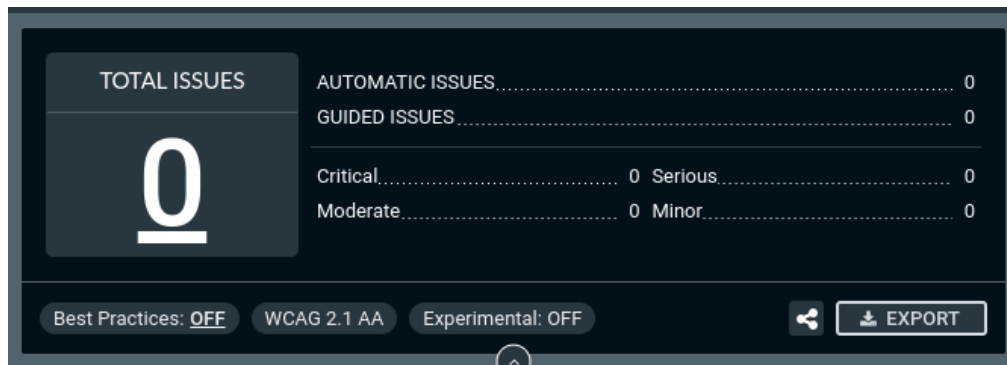 TOTAL ISSUES
0
AUTOMATIC ISSUES 0
GUIDED ISSUES 0
Critical 0 Serious 0
Moderate 0 Minor 0
Best Practices: OFF WCAG 2.1 AA Experimental: OFF EXPORT